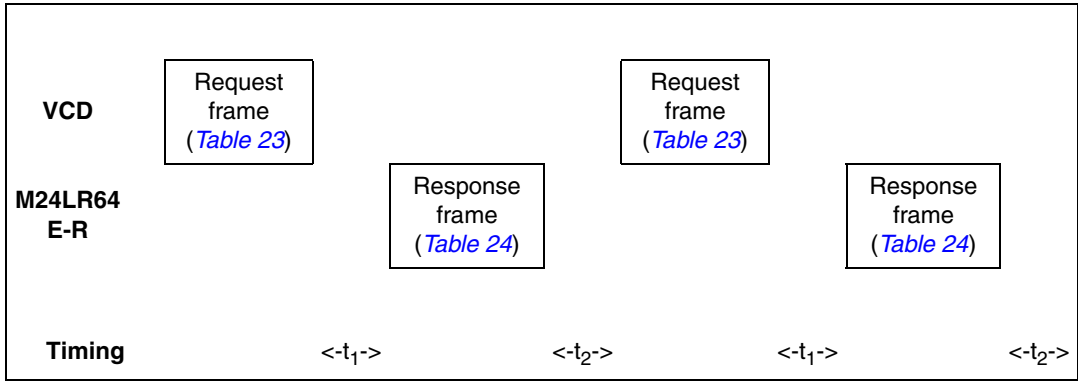 VCD
Request
frame
(Table 23)
Request
frame
(Table 23)
M24LR64
E-R
Response
frame
(Table 24)
Response
frame
(Table 24)
Timing <-t₁-> <-t₂-> <-t₁-> <-t₂->